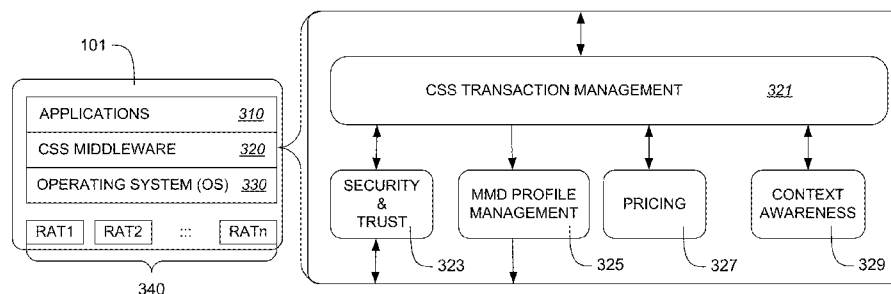 101
APPLICATIONS 310
CSS MIDDLEWARE 320
OPERATING SYSTEM (OS) 330
RAT1 RAT2 ::: RATn
340
CSS TRANSACTION MANAGEMENT 321
SECURITY
&
TRUST
323
MMD PROFILE
MANAGEMENT
325
PRICING
327
CONTEXT
AWARENESS
329